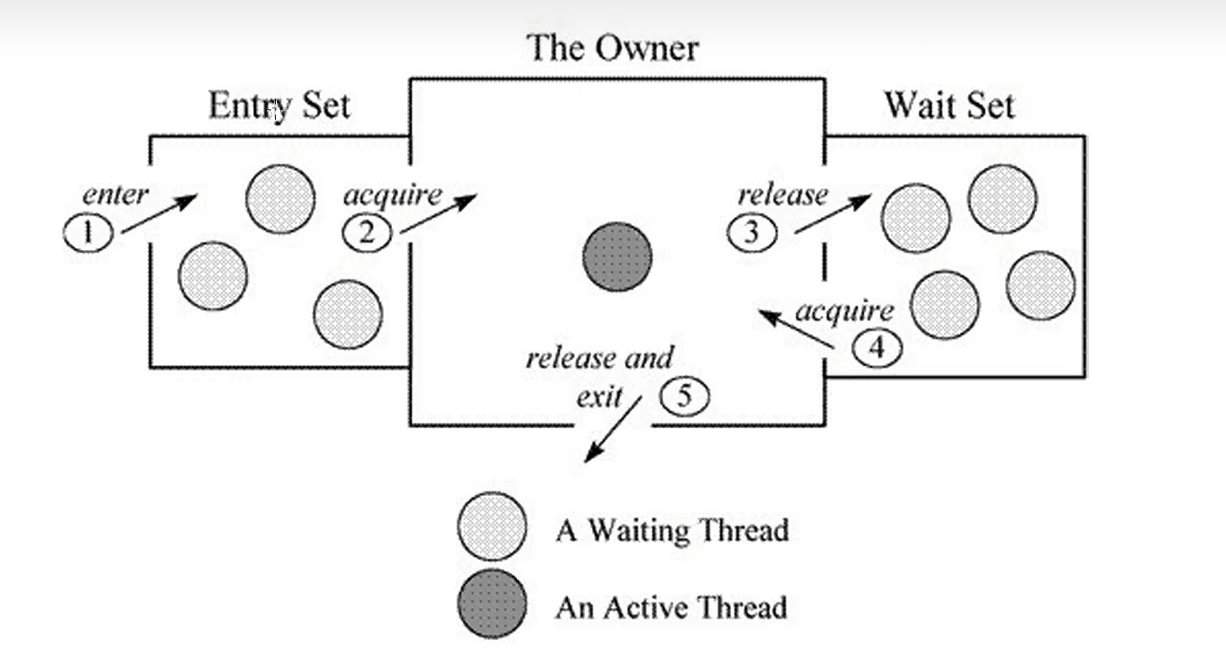 The Owner
Entry Set
Wait Set
enter
1
acquire
2
release
3
acquire
4
release and
exit
5
A Waiting Thread
An Active Thread